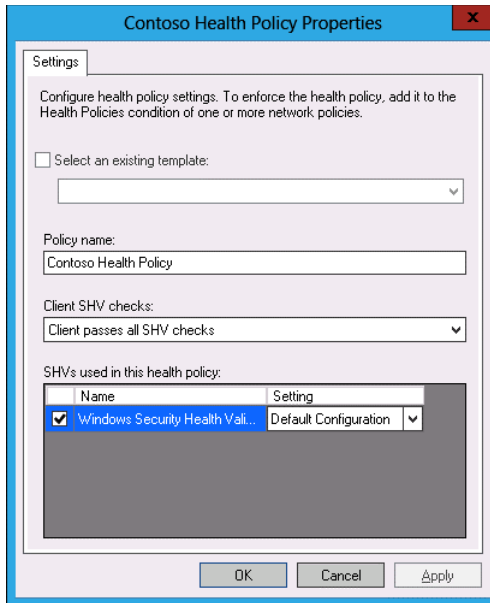 Contoso Health Policy Properties
x
Settings
Configure health policy settings. To enforce the health policy, add it to the
Health Policies condition of one or more network policies.
Select an existing template:
Policy name:
Contoso Health Policy
Client SHV checks:
Client passes all SHV checks
SHVs used in this health policy:
Name Setting
Windows Security Health Vali... Default Configuration
OK Cancel Apply